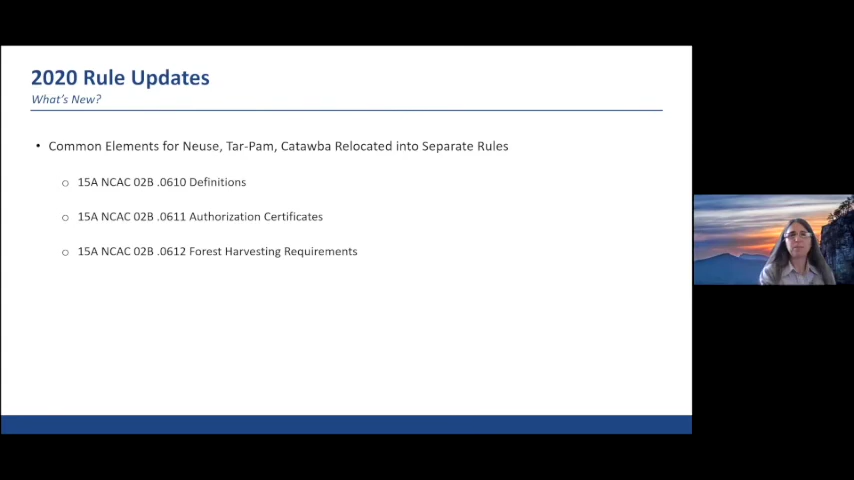 2020 Rule Updates
What's New?
• Common Elements for Neuse, Tar-Pam, Catawba Relocated into Separate Rules
o 15A NCAC 02B .0610 Definitions
o 15A NCAC 02B .0611 Authorization Certificates
o 15A NCAC 02B .0612 Forest Harvesting Requirements